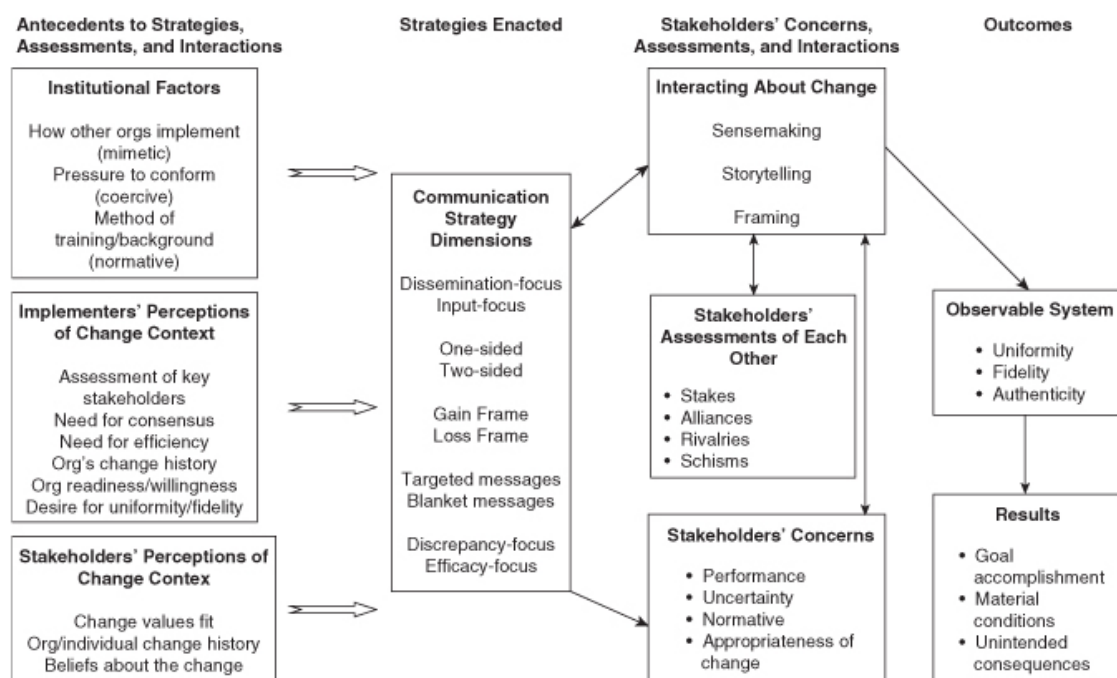 Antecedents to Strategies,
Assessments, and Interactions
Institutional Factors
How other orgs implement
(mimetic)
Pressure to conform
(coercive)
Method of
training/background
(normative)
Implementers' Perceptions
of Change Context
Assessment of key
stakeholders
Need for consensus
Need for efficiency
Org's change history
Org readiness/willingness
Desire for uniformity/fidelity
Stakeholders' Perceptions of
Change Contex
Change values fit
Org/individual change history
Beliefs about the change
Strategies Enacted
Communication
Strategy
Dimensions
Dissemination-focus
Input-focus
One-sided
Two-sided
Gain Frame
Loss Frame
Targeted messages
Blanket messages
Discrepancy-focus
Efficacy-focus
Stakeholders' Concerns,
Assessments, and Interactions
Interacting About Change
Sensemaking
Storytelling
Framing
Stakeholders'
Assessments of Each
Other
• Stakes
• Alliances
• Rivalries
• Schisms
Stakeholders' Concerns
• Performance
• Uncertainty
• Normative
• Appropriateness of
change
Outcomes
Observable System
• Uniformity
• Fidelity
• Authenticity
Results
• Goal
accomplishment
• Material
conditions
• Unintended
consequences